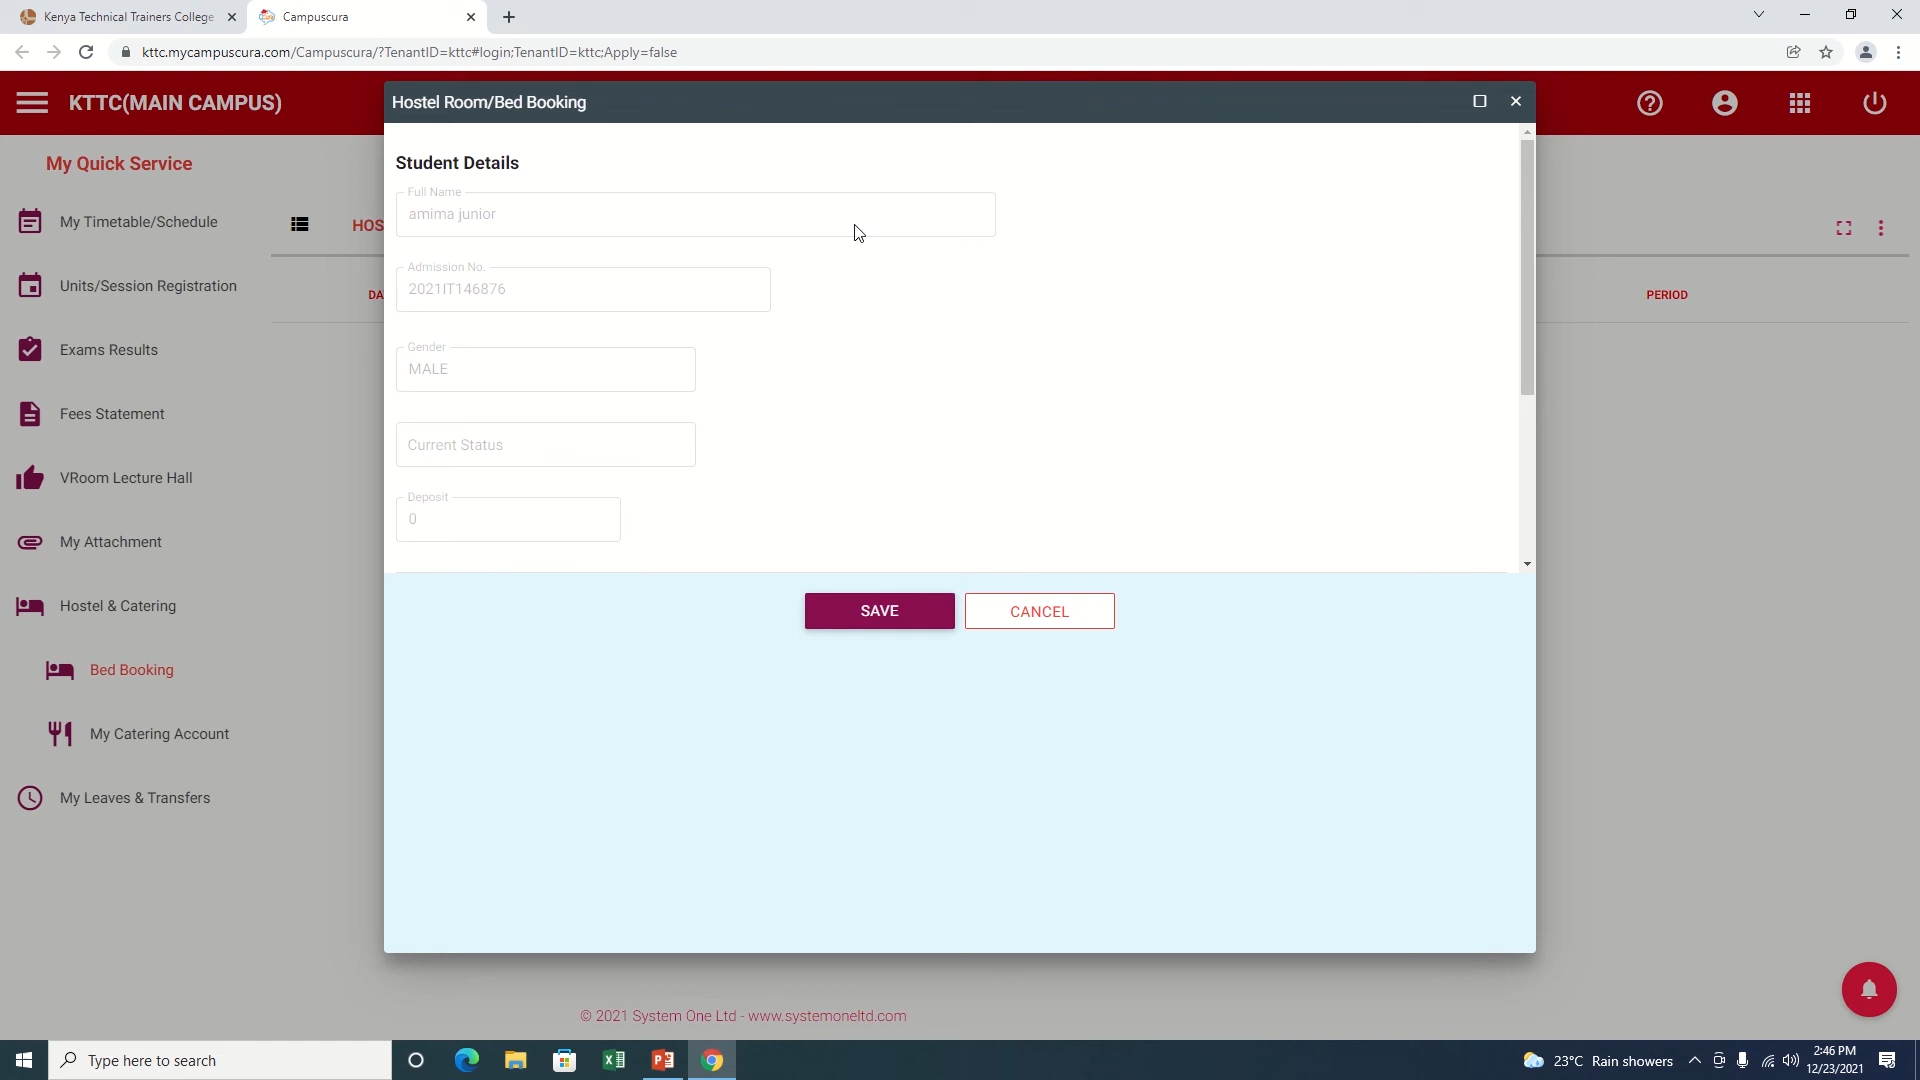 Kenya Technical Trainers College
Campuscura
kttc.mycampuscura.com/Campuscura/?TenantID=kttc#login;TenantID=kttc;Apply=false
KTTC(MAIN CAMPUS)
Hostel Room/Bed Booking
My Quick Service
My Timetable/Schedule
Units/Session Registration
Exams Results
Fees Statement
VRoom Lecture Hall
My Attachment
Hostel & Catering
Bed Booking
My Catering Account
My Leaves & Transfers
HOS
DA
PERIOD
Student Details
Full Name
amima junior
Admission No.
2021IT146876
Gender
MALE
Current Status
Deposit
0
SAVE
CANCEL
© 2021 System One Ltd - www.systemoneltd.com
Type here to search
23°C Rain showers
2:46 PM
12/23/2021